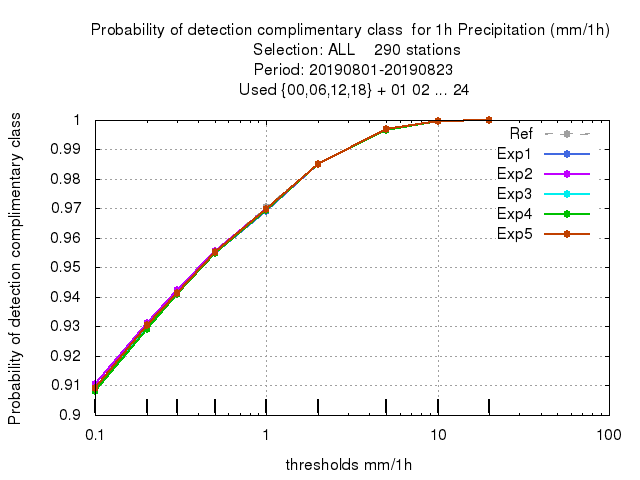 Probability of detection complimentary class  for 1h Precipitation (mm/1h)
Selection: ALL    290 stations
Period: 20190801-20190823
Used {00,06,12,18} + 01 02 ... 24
Probability of detection complimentary class
1
0.99
0.98
0.97
0.96
0.95
0.94
0.93
0.92
0.91
0.9
Ref
Exp1
Exp2
Exp3
Exp4
Exp5
0.1 1 10 100
thresholds mm/1h